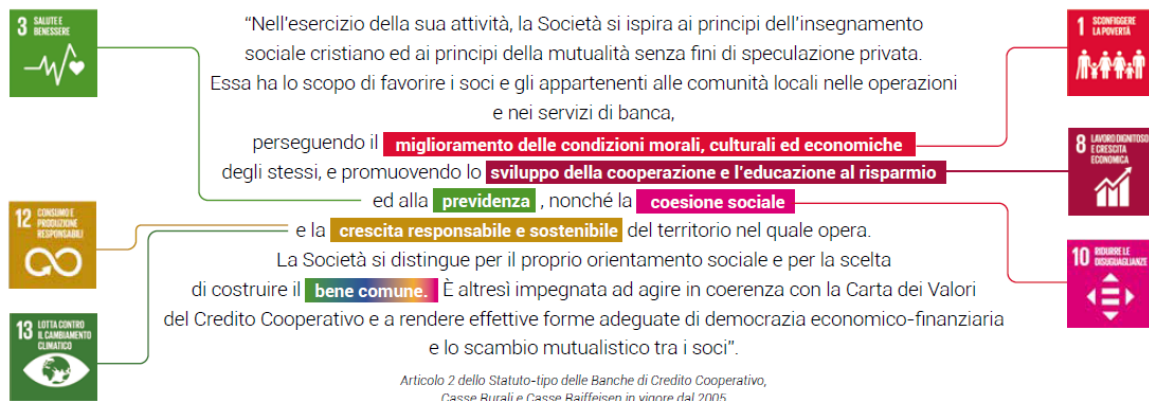 3 SALUTE E
BENESSERE
"Nell'esercizio della sua attività, la Società si ispira ai principi dell'insegnamento
sociale cristiano ed ai principi della mutualità senza fini di speculazione privata.
Essa ha lo scopo di favorire i soci e gli appartenenti alle comunità locali nelle operazioni
e nei servizi di banca,
perseguendo il miglioramento delle condizioni morali, culturali ed economiche
degli stessi, e promuovendo lo sviluppo della cooperazione e l'educazione al risparmio
ed alla previdenza , nonché la coesione sociale
e la crescita responsabile e sostenibile del territorio nel quale opera.
La Società si distingue per il proprio orientamento sociale e per la scelta
di costruire il bene comune. È altresì impegnata ad agire in coerenza con la Carta dei Valori
del Credito Cooperativo e a rendere effettive forme adeguate di democrazia economico-finanziaria
e lo scambio mutualistico tra i soci".
Articolo 2 dello Statuto-tipo delle Banche di Credito Cooperativo,
Casse Rurali e Casse Raiffeisen in vigore dal 2005
12 CONSUMO E
PRODUZIONE
RESPONSABILI
13 LOTTA CONTRO
IL CAMBIAMENTO
CLIMATICO
1 SCONFIGGERE
LA POVERTÀ
8 LAVORO DIGNITOSO
E CRESCITA
ECONOMICA
10 RIDURRE LE
DISUGUAGLIANZE